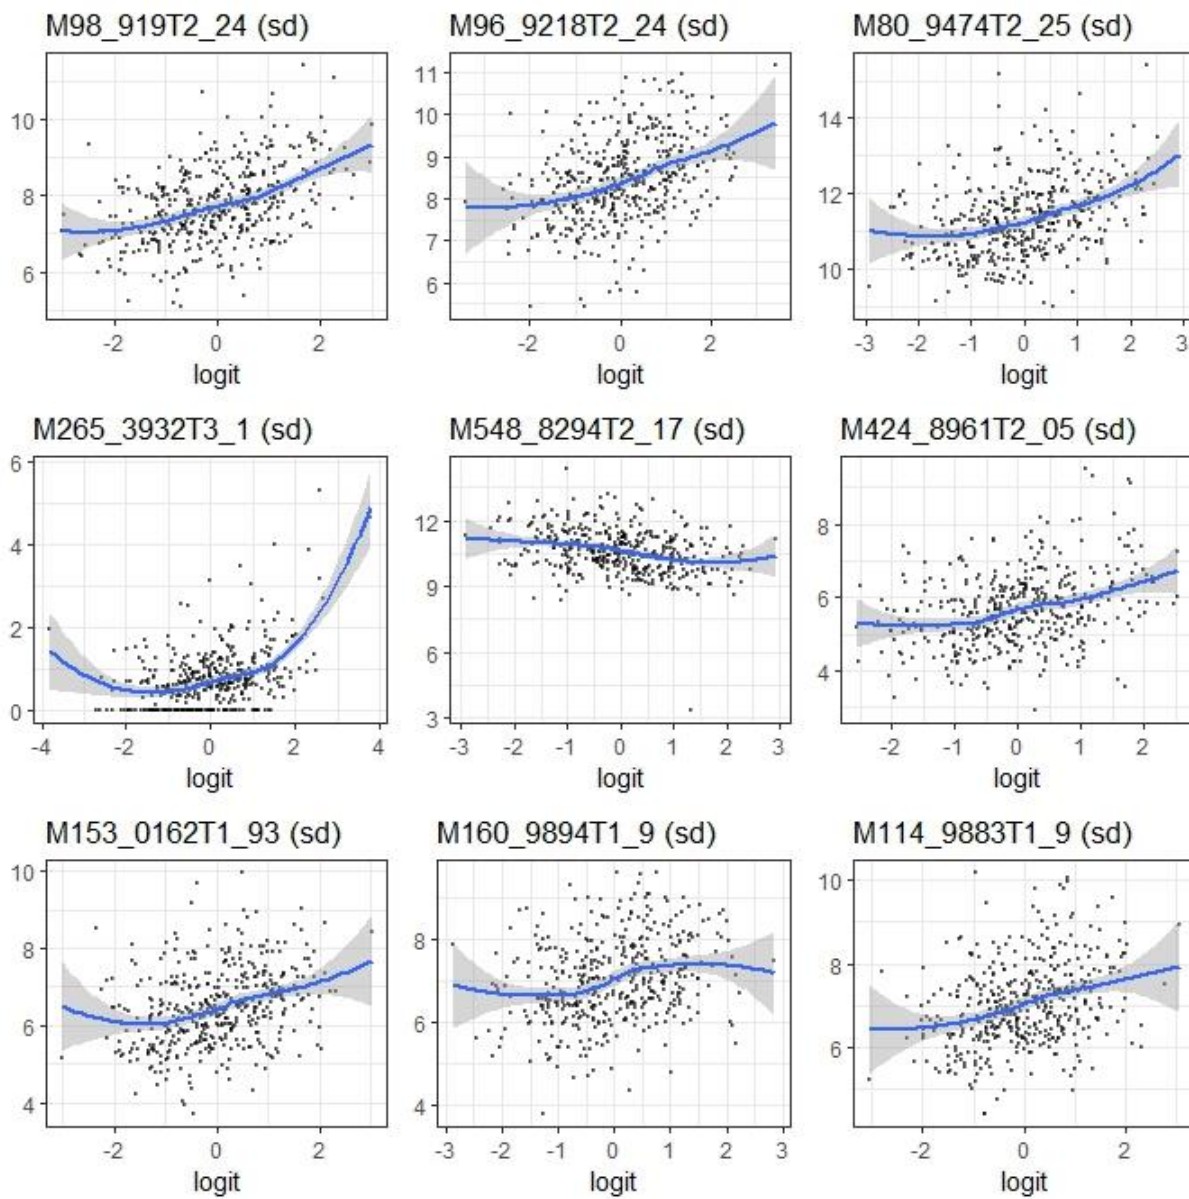 M98_919T2_24 (sd) M96_9218T2_24 (sd) M80_9474T2_25 (sd)
10 8 6 11 10 9 8 7 6 14 12 10
-2 0 2 -2 0 2 -3 -2 -1 0 1 2 3
logit logit logit
M265_3932T3_1 (sd) M548_8294T2_17 (sd) M424_8961T2_05 (sd)
6 4 2 0 12 9 6 3 8 6 4
-4 -2 0 2 4 -3 -2 -1 0 1 2 3 -2 -1 0 1 2
logit logit logit
M153_0162T1_93 (sd) M160_9894T1_9 (sd) M114_9883T1_9 (sd)
10 8 6 4 8 6 4 10 8 6
-2 0 2 -3 -2 -1 0 1 2 3 -2 0 2
logit logit logit